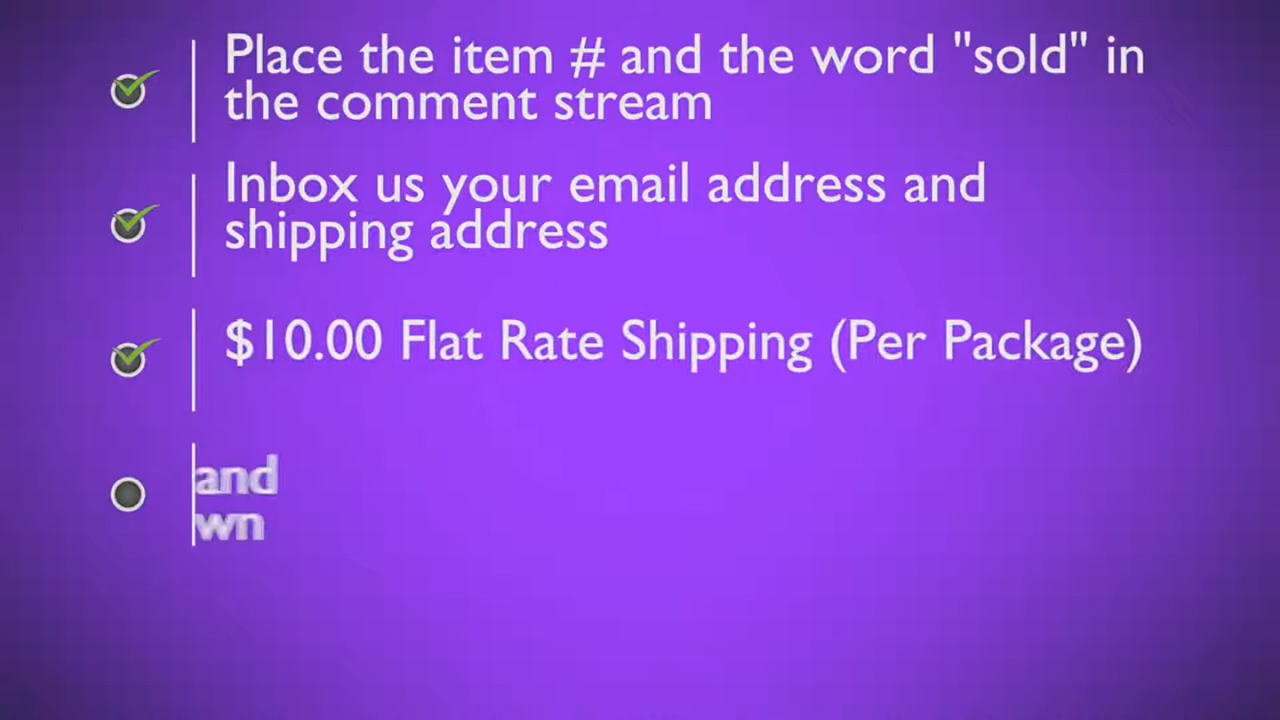 Place the item # and the word "sold" in
the comment stream
Inbox us your email address and
shipping address
$10.00 Flat Rate Shipping (Per Package)
and
wn